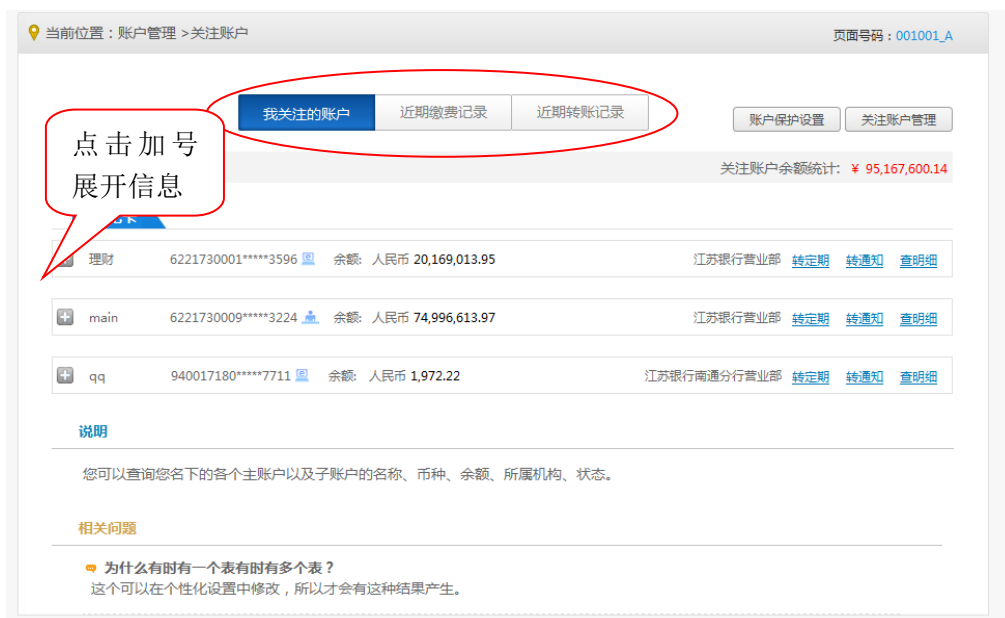 当前位置：账户管理 >关注账户
页面号码：001001_A
我关注的账户 近期缴费记录 近期转账记录
账户保护设置 关注账户管理
点击加号
展开信息
关注账户余额统计: ¥ 95,167,600.14
卡
理财 6221730001*****3596 余额: 人民币 20,169,013.95 江苏银行营业部 转定期 转通知 查明细
main 6221730009*****3224 余额: 人民币 74,996,613.97 江苏银行营业部 转定期 转通知 查明细
qq 940017180*****7711 余额: 人民币 1,972.22 江苏银行南通分行营业部 转定期 转通知 查明细
说明
您可以查询您名下的各个主账户以及子账户的名称、币种、余额、所属机构、状态。
相关问题
为什么有时有一个表有时有多个表？
这个可以在个性化设置中修改，所以才会有这种结果产生。